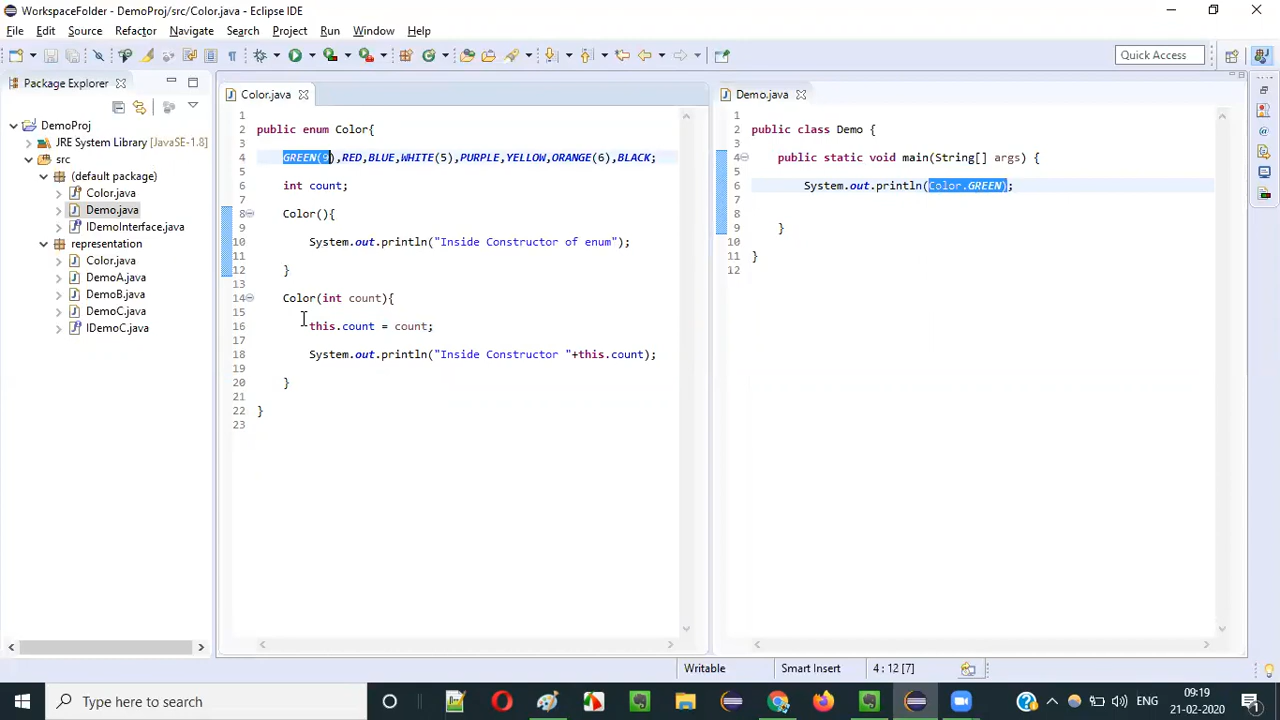 WorkspaceFolder - DemoProj/src/Color.java - Eclipse IDE
File Edit Source Refactor Navigate Search Project Run Window Help
Quick Access
Package Explorer
DemoProj
JRE System Library [JavaSE-1.8]
src
(default package)
Color.java
Demo.java
IDemoInterface.java
representation
Color.java
DemoA.java
DemoB.java
DemoC.java
IDemoC.java
Color.java
1
2 public enum Color{
3
4 GREEN(9),RED,BLUE,WHITE(5),PURPLE,YELLOW,ORANGE(6),BLACK;
5
6 int count;
7
8 Color(){
9
10 System.out.println("Inside Constructor of enum");
11
12 }
13
14 Color(int count){
15
16 this.count = count;
17
18 System.out.println("Inside Constructor "+this.count);
19
20 }
21
22 }
23
Demo.java
1
2 public class Demo {
3
4 public static void main(String[] args) {
5
6 System.out.println(Color.GREEN);
7
8
9 }
10
11 }
12
Writable Smart Insert 4 : 12 [7]
Type here to search
ENG
09:19
21-02-2020
1